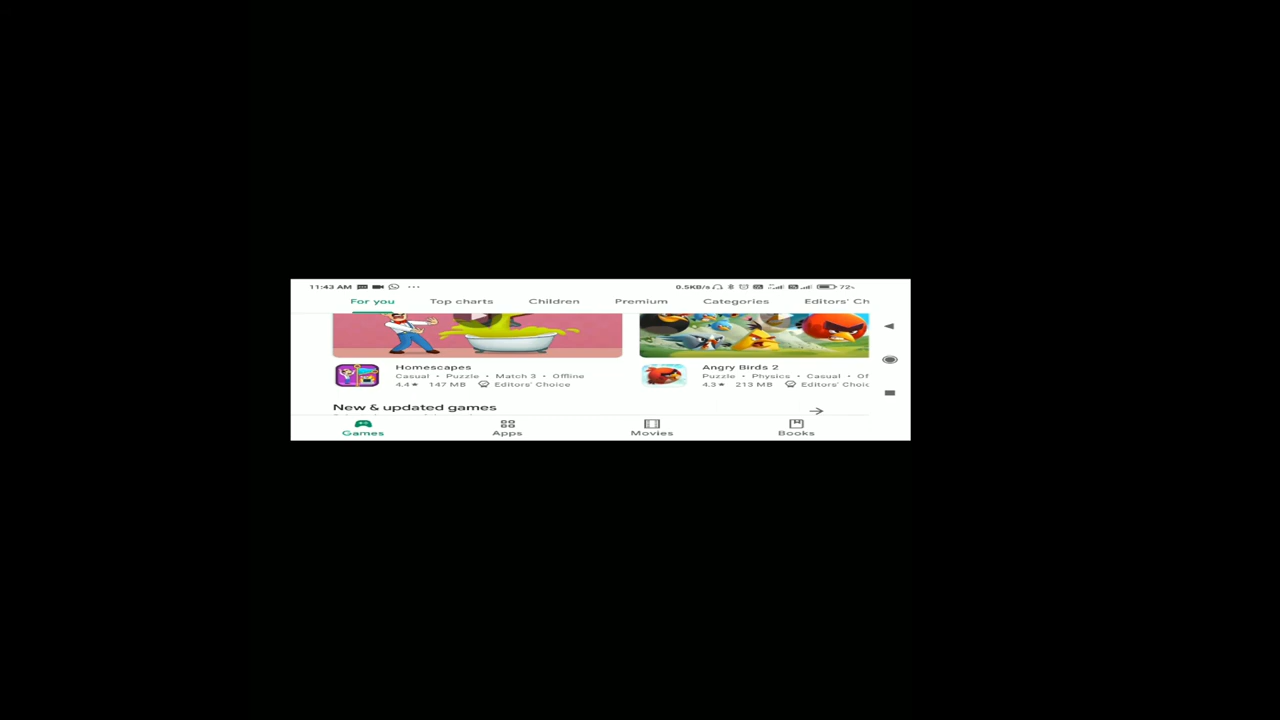 11:43 AM ... 0.5KB/s 72%
For you Top charts Children Premium Categories Editors' Ch
Homescapes
Casual • Puzzle • Match 3 • Offline
4.4★ 147 MB Editors' Choice
Angry Birds 2
Puzzle • Physics • Casual • Of
4.3★ 213 MB Editors' Choic
New & updated games
Games Apps Movies Books